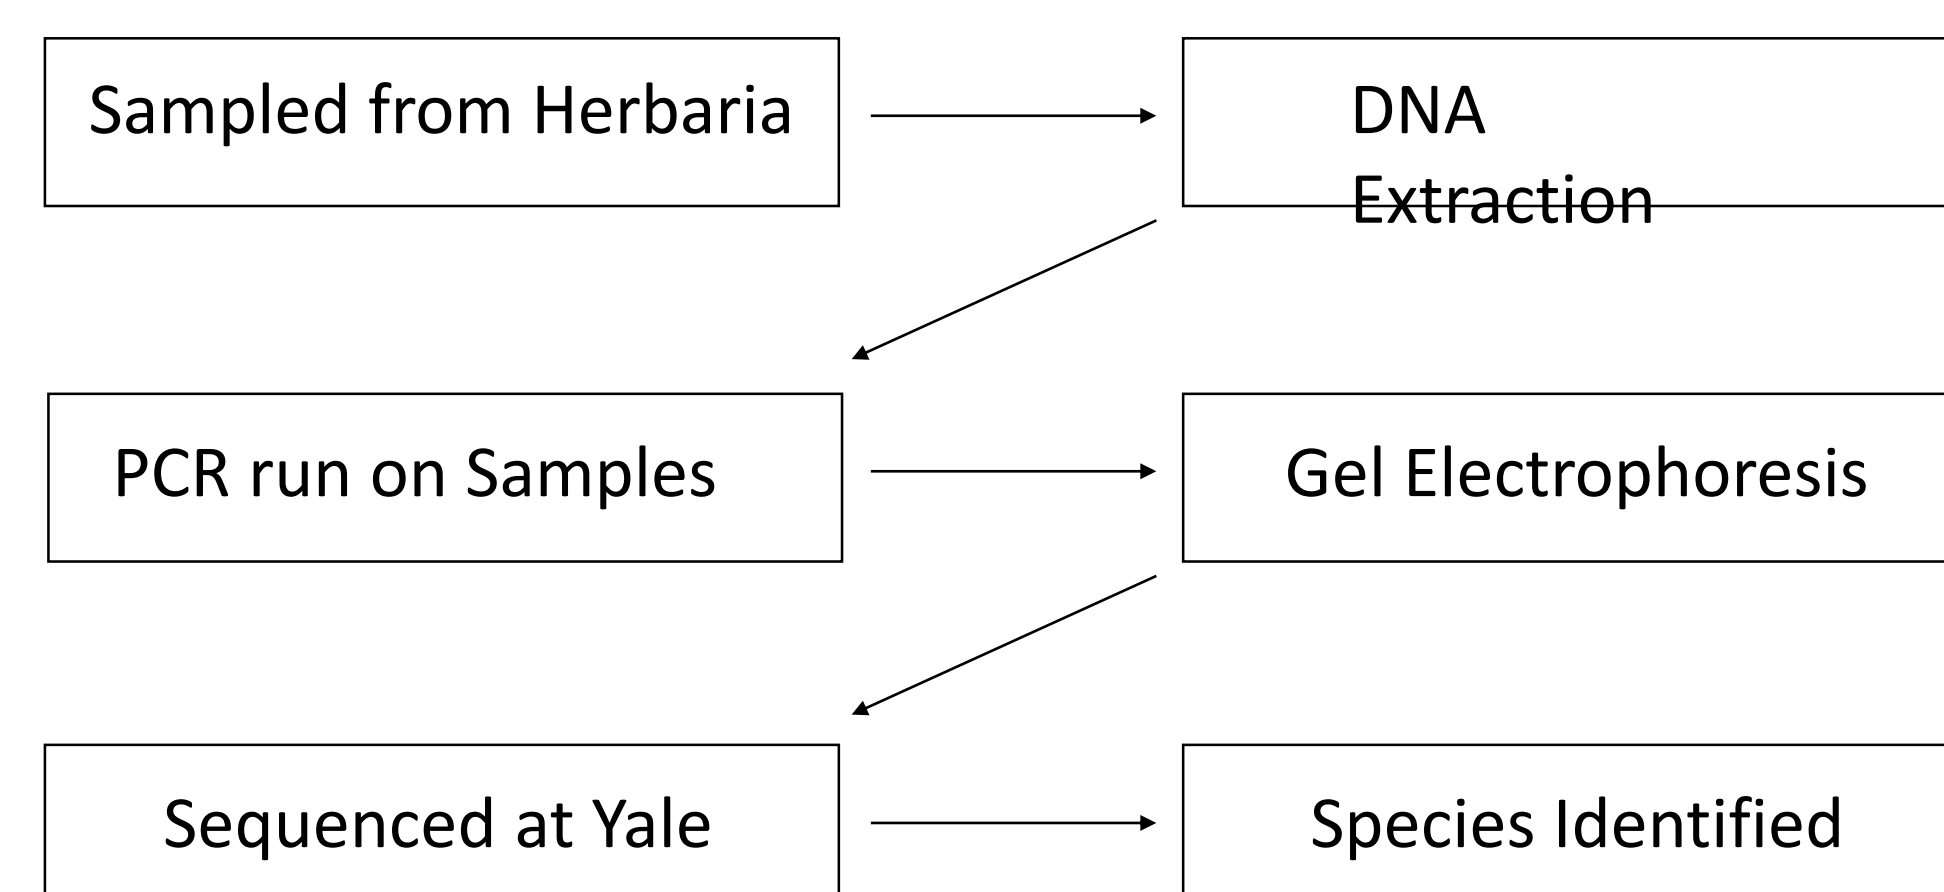 Sampled from Herbaria
DNA
Extraction
PCR run on Samples
Gel Electrophoresis
Sequenced at Yale
Species Identified